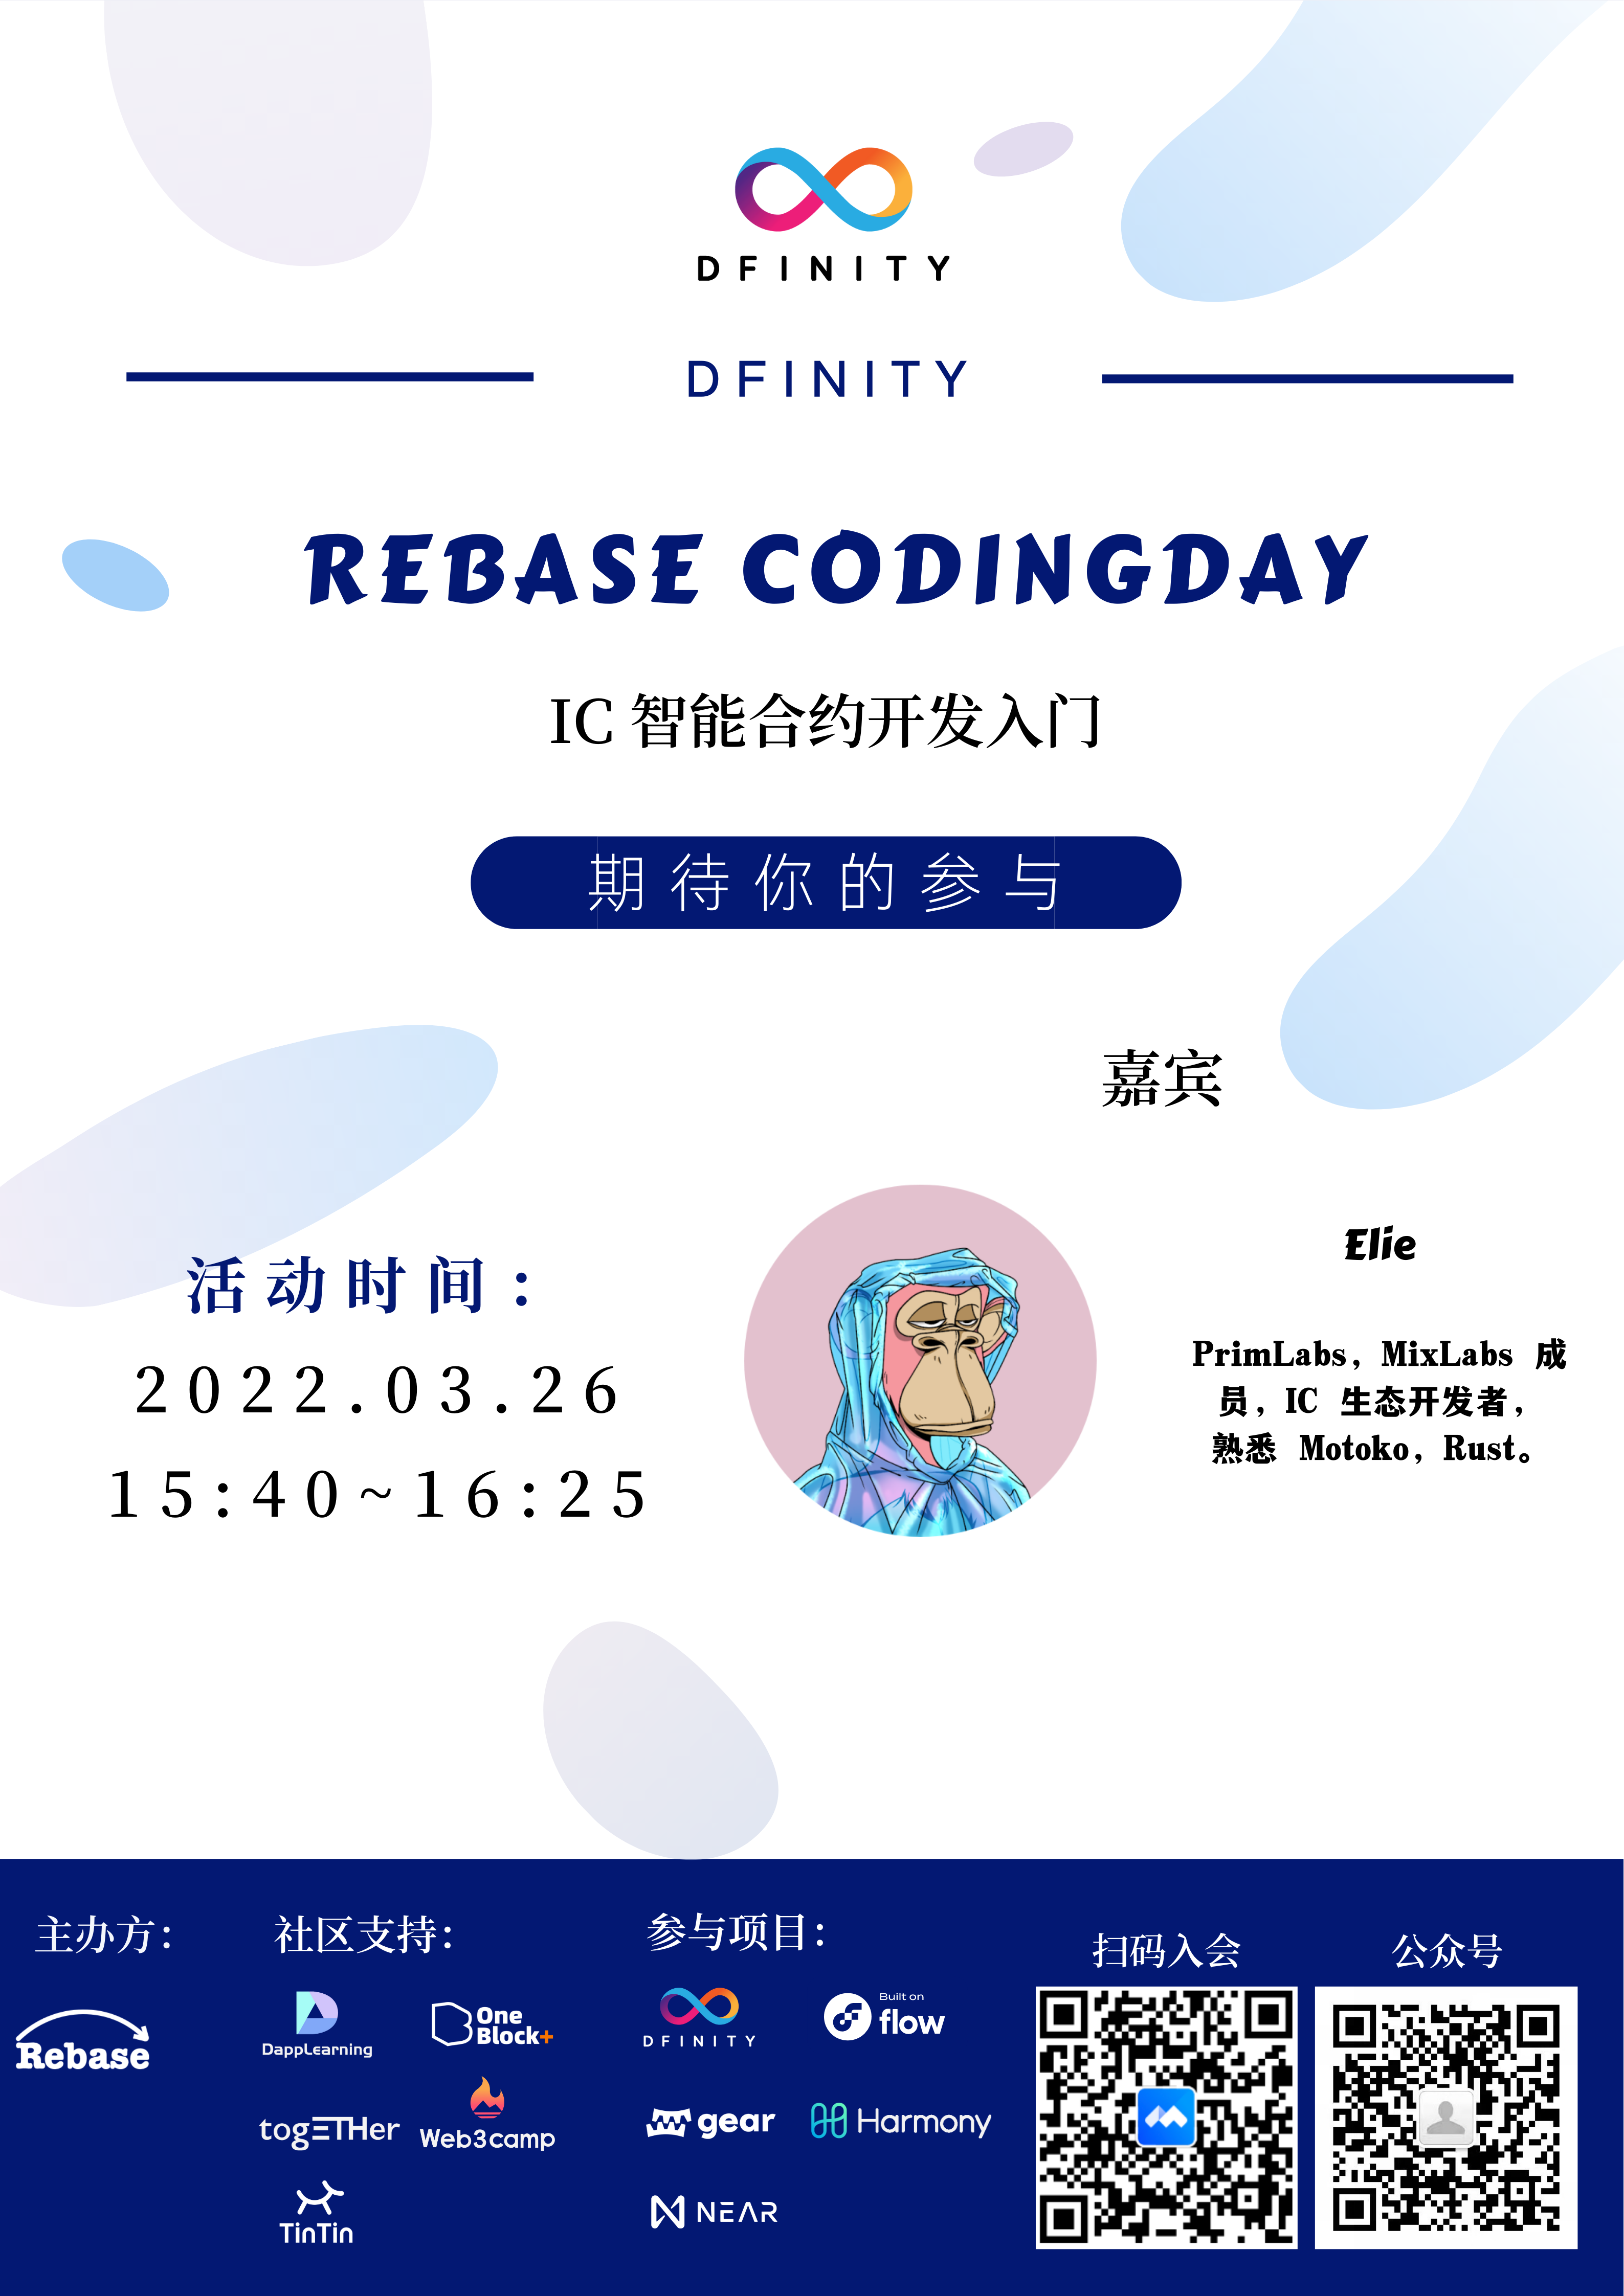 DFINITY
DFINITY
REBASE CODINGDAY
IC 智能合约开发入门
期待你的参与
嘉宾
活动时间：
2022.03.26
15:40~16:25
Elie
PrimLabs，MixLabs 成
员，IC 生态开发者，
熟悉 Motoko，Rust。
主办方：
Rebase
社区支持：
DappLearning
One
Block+
togETHer
Web3camp
TinTin
参与项目：
DFINITY
Built on
flow
gear
Harmony
NEAR
扫码入会
公众号